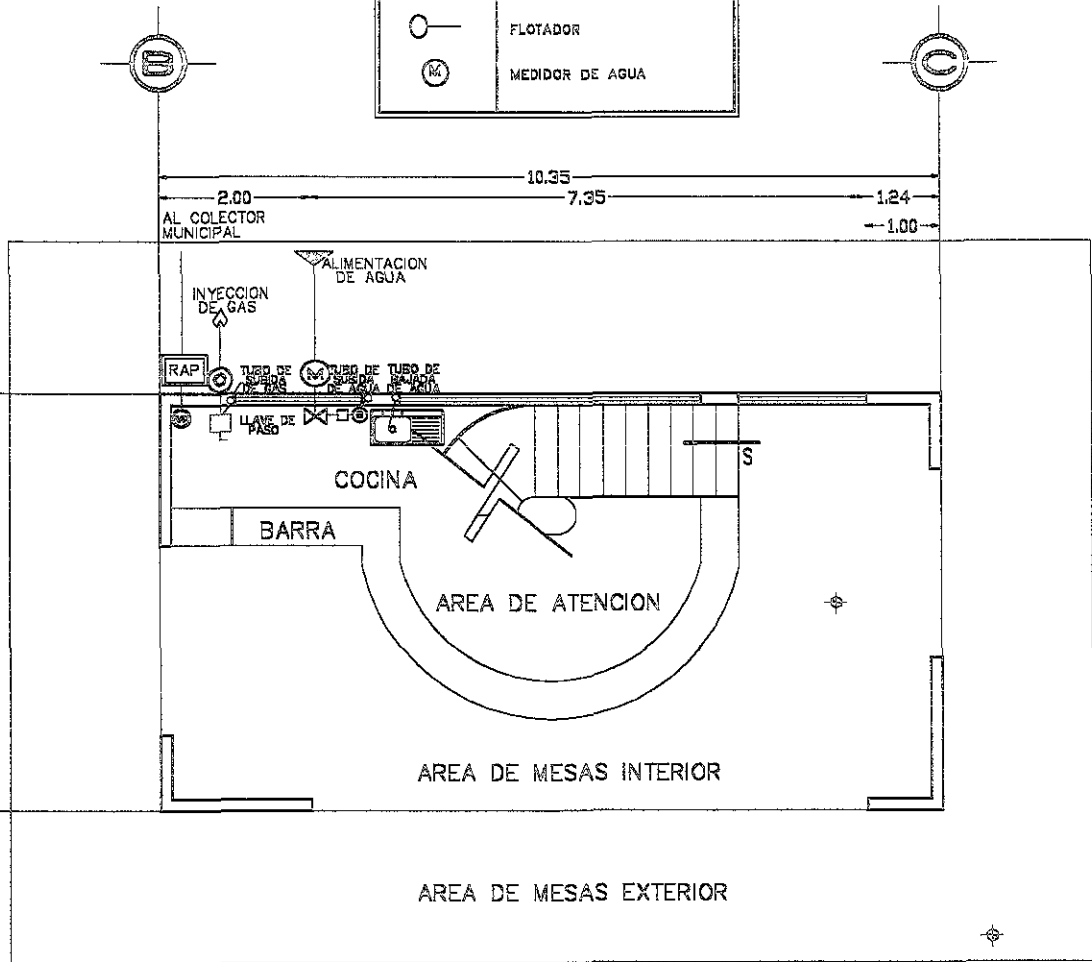 FLOTADOR
MEDIDOR DE AGUA
M
B
C
10.35
2.00
7.35
1.24
1.00
AL COLECTOR
MUNICIPAL
ALIMENTACION
DE AGUA
INYECCION
DE GAS
RAP
TUBO DE
SUBIDA
DE GAS
M
TUBO DE
SUBIDA
DE AGUA
TUBO DE
BAJADA
DE AGUA
LLAVE DE
PASO
S
COCINA
BARRA
AREA DE ATENCION
AREA DE MESAS INTERIOR
AREA DE MESAS EXTERIOR